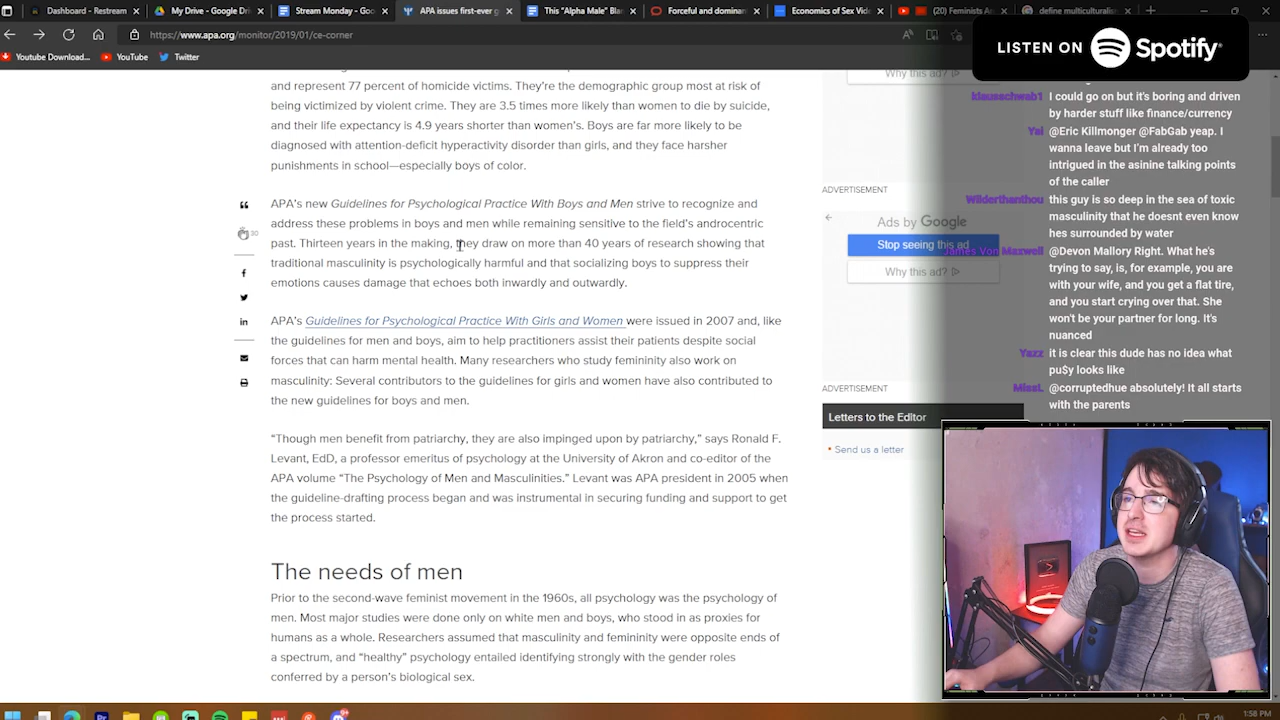 Dashboard - Restream
My Drive - Google Dri
Stream Monday - Goo
APA issues first-ever g
This "Alpha Male" Bla
Forceful and dominan
Economics of Sex Vide
(20) Feminists A
define multiculturalis
https://www.apa.org/monitor/2019/01/ce-corner
Youtube Download...
YouTube
Twitter
LISTEN ON Spotify
and represent 77 percent of homicide victims. They're the demographic group most at risk of
being victimized by violent crime. They are 3.5 times more likely than women to die by suicide,
and their life expectancy is 4.9 years shorter than women's. Boys are far more likely to be
diagnosed with attention-deficit hyperactivity disorder than girls, and they face harsher
punishments in school—especially boys of color.
APA's new Guidelines for Psychological Practice With Boys and Men strive to recognize and
address these problems in boys and men while remaining sensitive to the field's androcentric
past. Thirteen years in the making, they draw on more than 40 years of research showing that
traditional masculinity is psychologically harmful and that socializing boys to suppress their
emotions causes damage that echoes both inwardly and outwardly.
30
APA's Guidelines for Psychological Practice With Girls and Women were issued in 2007 and, like
the guidelines for men and boys, aim to help practitioners assist their patients despite social
forces that can harm mental health. Many researchers who study femininity also work on
masculinity: Several contributors to the guidelines for girls and women have also contributed to
the new guidelines for boys and men.
“Though men benefit from patriarchy, they are also impinged upon by patriarchy,” says Ronald F.
Levant, EdD, a professor emeritus of psychology at the University of Akron and co-editor of the
APA volume “The Psychology of Men and Masculinities.” Levant was APA president in 2005 when
the guideline-drafting process began and was instrumental in securing funding and support to get
the process started.
The needs of men
Prior to the second-wave feminist movement in the 1960s, all psychology was the psychology of
men. Most major studies were done only on white men and boys, who stood in as proxies for
humans as a whole. Researchers assumed that masculinity and femininity were opposite ends of
a spectrum, and “healthy” psychology entailed identifying strongly with the gender roles
conferred by a person's biological sex.
Why this ad?
ADVERTISEMENT
Ads by Google
Stop seeing this ad
Why this ad?
ADVERTISEMENT
Letters to the Editor
Send us a letter
klausschwab1 I could go on but it's boring and driven
by harder stuff like finance/currency
Yal @Eric Killmonger @FabGab yeap. I
wanna leave but I'm already too
intrigued in the asinine talking points
of the caller
Wilderthanthou this guy is so deep in the sea of toxic
masculinity that he doesnt even know
hes surrounded by water
James Von Maxwell @Devon Mallory Right. What he's
trying to say, is, for example, you are
with your wife, and you get a flat tire,
and you start crying over that. She
won't be your partner for long. It's
nuanced
Yazz it is clear this dude has no idea what
pu$y looks like
MissL @corruptedhue absolutely! It all starts
with the parents
1:58 PM